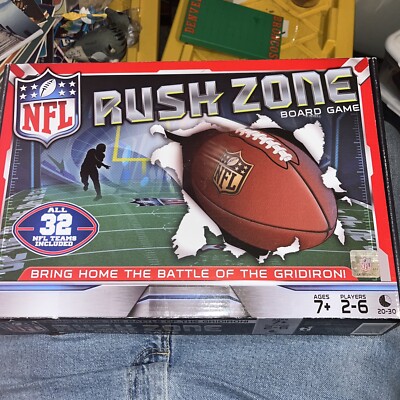 NFL
RUSH ZONE
BOARD GAME
NFL
ALL
32
NFL TEAMS
INCLUDED
BRING HOME THE BATTLE OF THE GRIDIRON!
AGES
7+
PLAYERS
2-6
20-30